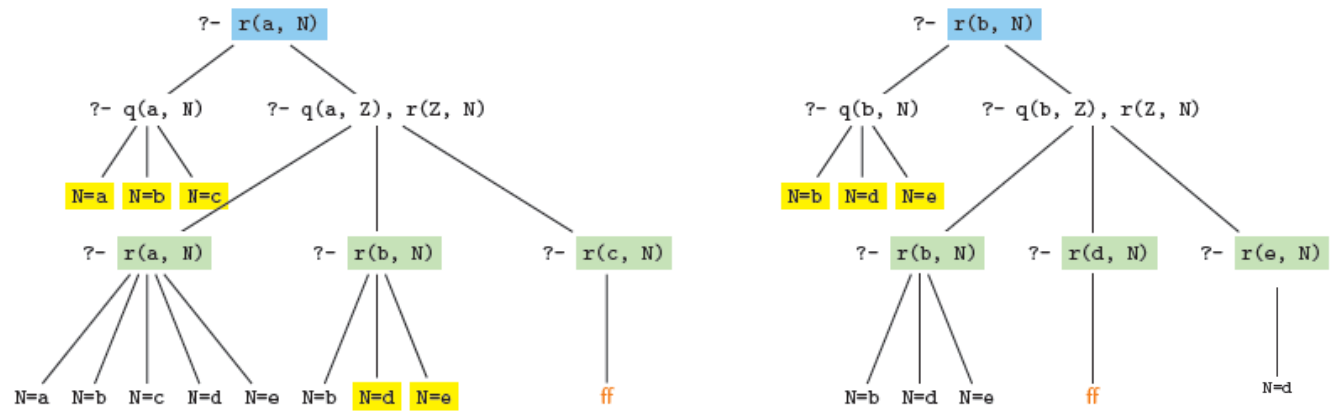 ?- r(a, N) ?- r(b, N)
?- q(a, N) ?- q(a, Z), r(Z, N) ?- q(b, N) ?- q(b, Z), r(Z, N)
N=a N=b N=c N=b N=d N=e
?- r(a, N) ?- r(b, N) ?- r(c, N) ?- r(b, N) ?- r(d, N) ?- r(e, N)
N=a N=b N=c N=d N=e N=b N=d N=e ff N=b N=d N=e ff N=d